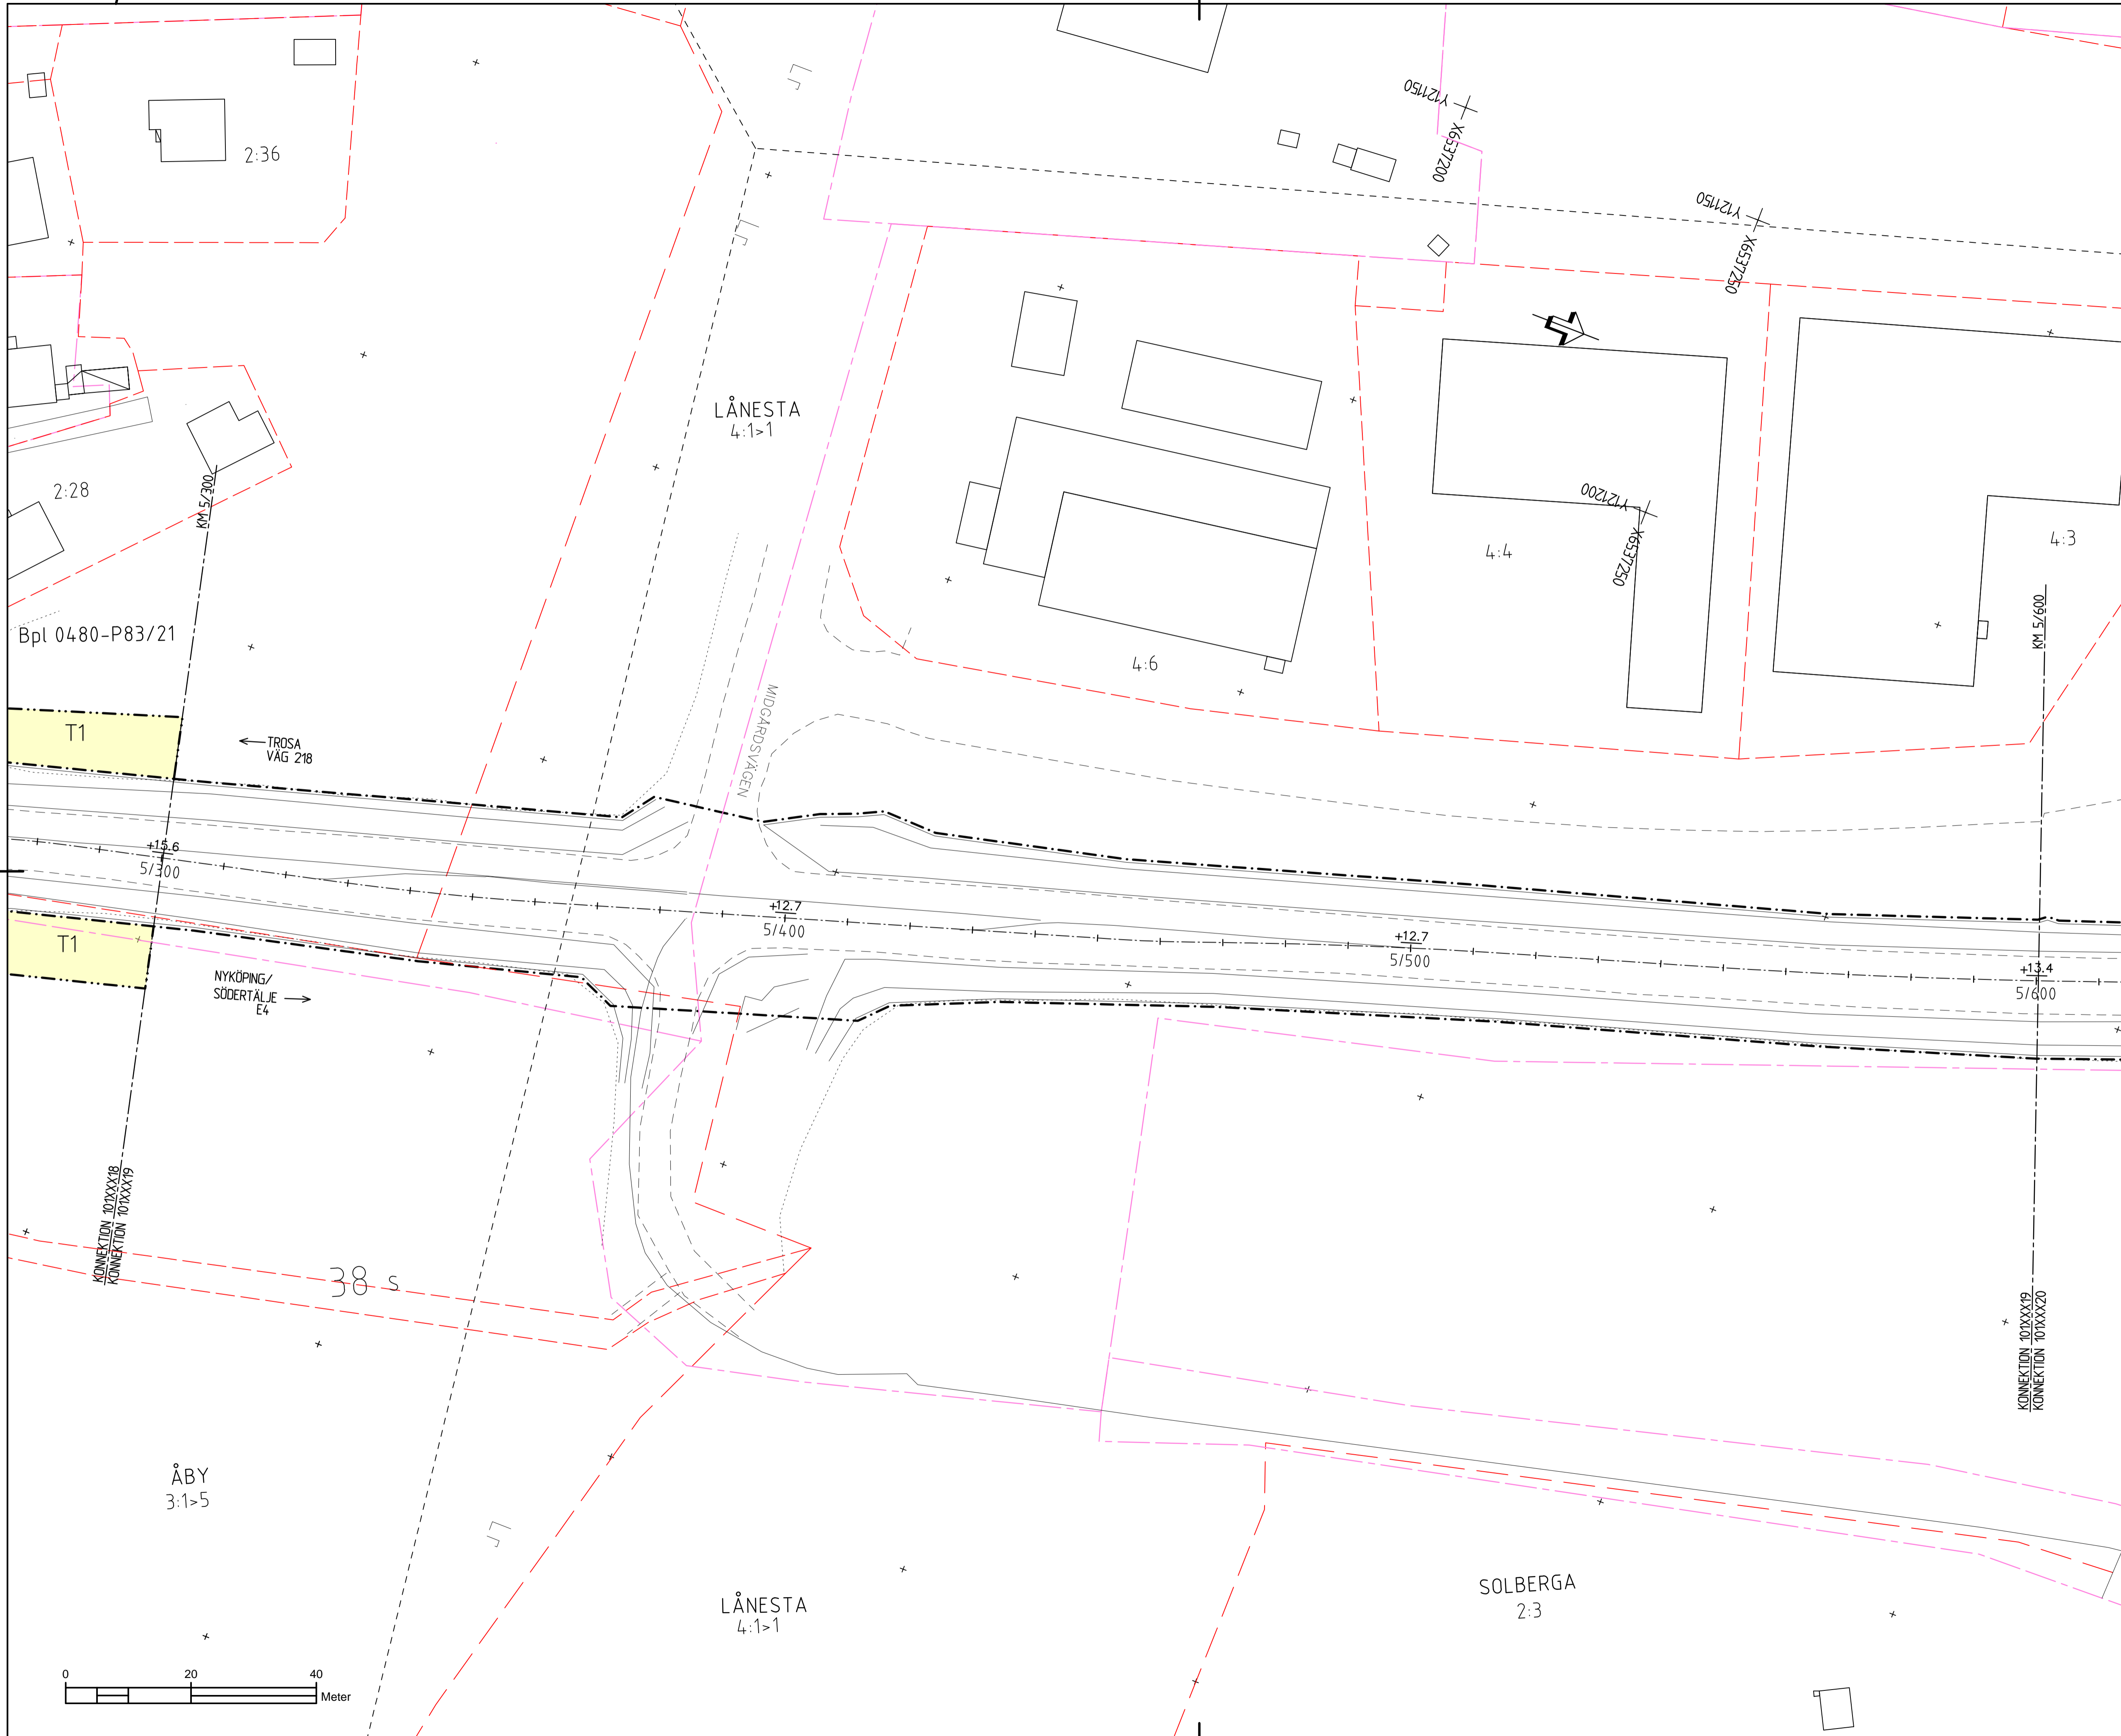 Y121150
X6537200
2:36
Y121150
X6537250
LÅNESTA
4:1>1
2:28
KM 5/300
Y121200
X6537250
4:4
4:3
Bpl 0480-P83/21
KM 5/600
4:6
MIDGÅRDSVÄGEN
T1
TROSA
VÄG 218
+15.6
5/300
+12.7
5/400
+12.7
5/500
+13.4
5/600
T1
NYKÖPING/
SÖDERTÄLJE
E4
KONNEKTION 101XXX18
KONNEKTION 101XXX19
38 s
KONNEKTION 101XXX19
KONNEKTION 101XXX20
ÅBY
3:1>5
LÅNESTA
4:1>1
SOLBERGA
2:3
0 20 40
Meter